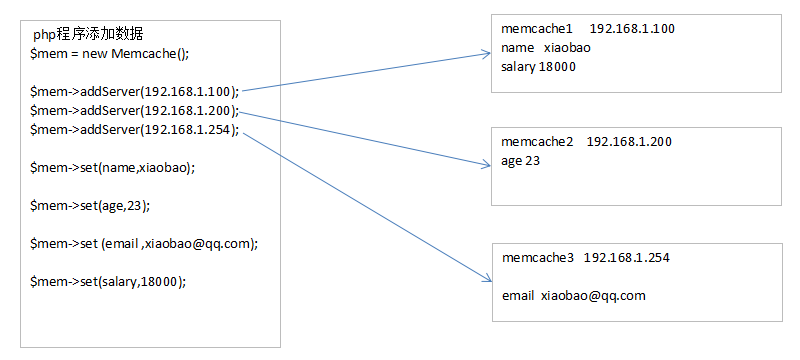 php程序添加数据
$mem = new Memcache();
$mem->addServer(192.168.1.100);
$mem->addServer(192.168.1.200);
$mem->addServer(192.168.1.254);
$mem->set(name,xiaobao);
$mem->set(age,23);
$mem->set (email ,xiaobao@qq.com);
$mem->set(salary,18000);
memcache1 192.168.1.100
name xiaobao
salary 18000
memcache2 192.168.1.200
age 23
memcache3 192.168.1.254
email xiaobao@qq.com